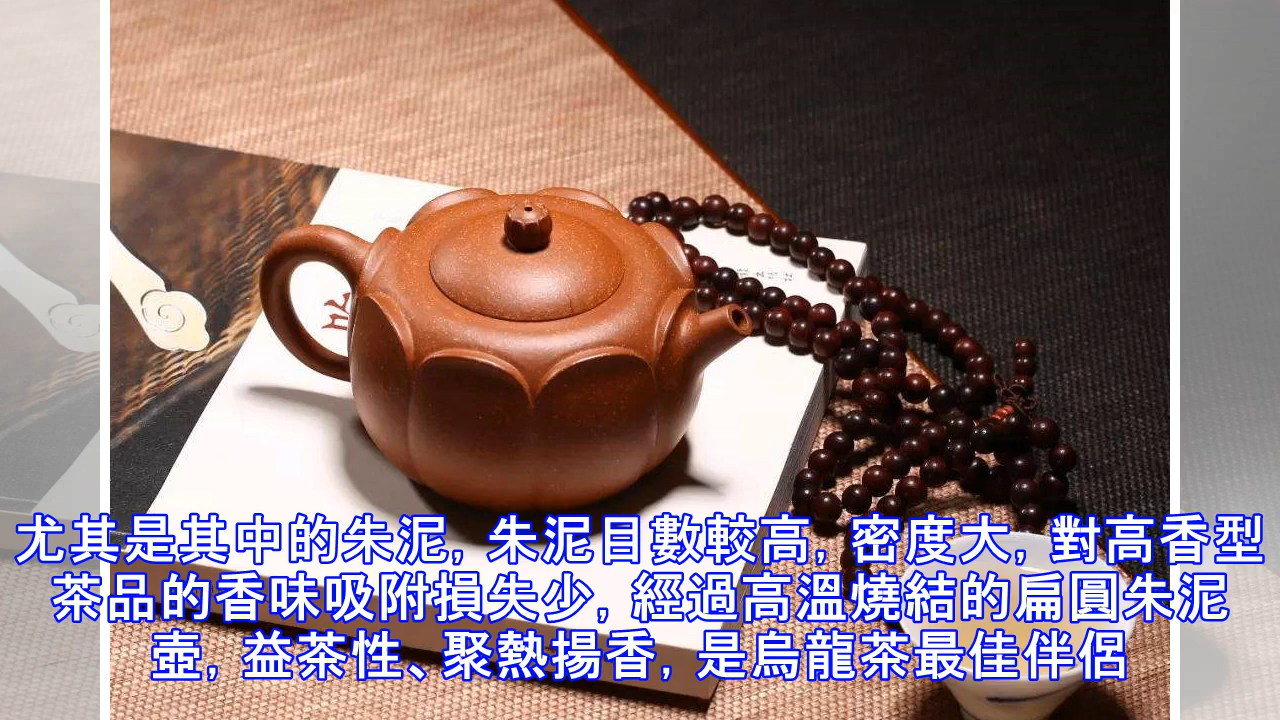 尤其是其中的朱泥, 朱泥目數較高, 密度大, 對高香型
茶品的香味吸附損失少, 經過高溫燒結的扁圓朱泥
壺, 益茶性、聚熱揚香, 是烏龍茶最佳伴侶